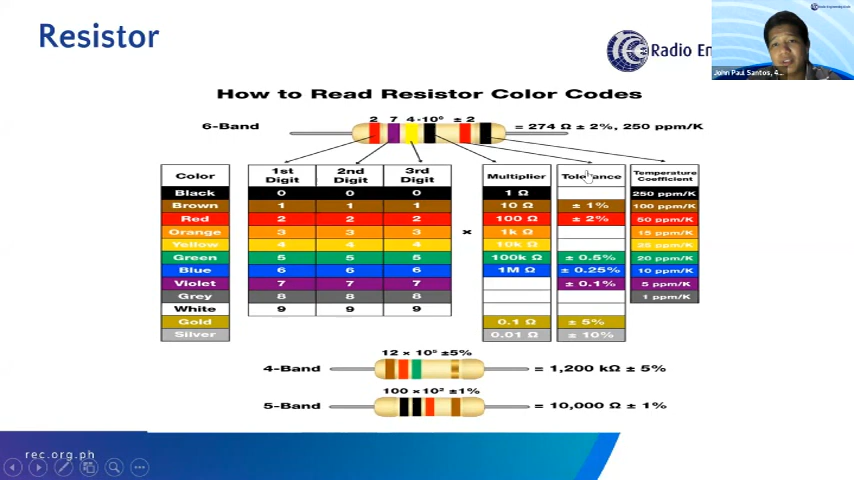 Resistor
Radio En
John Paul Santos, 4...
How to Read Resistor Color Codes
2 7 4·10⁰ ± 2
6-Band = 274 Ω ± 2%, 250 ppm/K
Color 1st Digit 2nd Digit 3rd Digit Multiplier Tolerance Temperature Coefficient
Black 0 0 0 1 Ω 250 ppm/K
Brown 1 1 1 10 Ω ± 1% 100 ppm/K
Red 2 2 2 100 Ω ± 2% 50 ppm/K
Orange 3 3 3 × 1k Ω 15 ppm/K
Yellow 4 4 4 10k Ω 25 ppm/K
Green 5 5 5 100k Ω ± 0.5% 20 ppm/K
Blue 6 6 6 1M Ω ± 0.25% 10 ppm/K
Violet 7 7 7 ± 0.1% 5 ppm/K
Grey 8 8 8 1 ppm/K
White 9 9 9
Gold 0.1 Ω ± 5%
Silver 0.01 Ω ± 10%
12 × 10⁵ ±5%
4-Band = 1,200 kΩ ± 5%
100 × 10² ±1%
5-Band = 10,000 Ω ± 1%
rec.org.ph